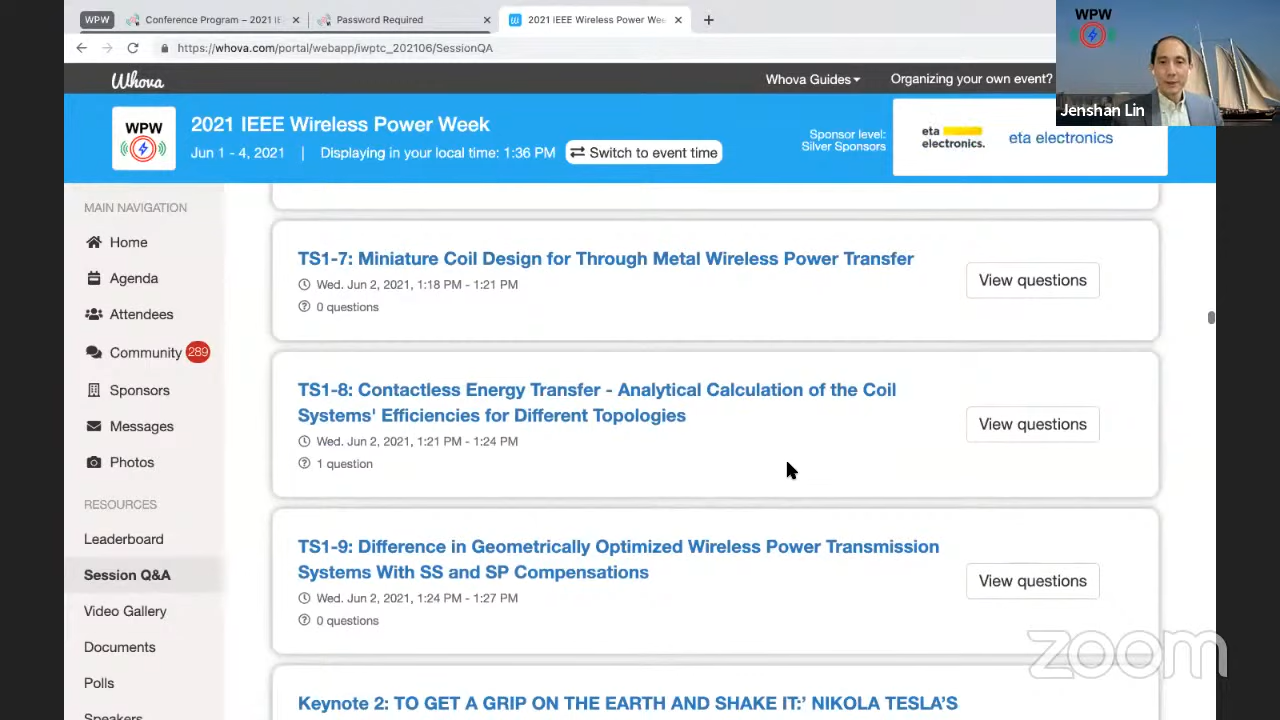 WPW
Conference Program – 2021 IE
Password Required
2021 IEEE Wireless Power Wee
https://whova.com/portal/webapp/iwptc_202106/SessionQA
WPW
Jenshan Lin
Whova
Whova Guides
Organizing your own event?
WPW
2021 IEEE Wireless Power Week
Jun 1 - 4, 2021 | Displaying in your local time: 1:36 PM
Switch to event time
Sponsor level:
Silver Sponsors
eta
electronics.
eta electronics
MAIN NAVIGATION
Home
Agenda
Attendees
Community 289
Sponsors
Messages
Photos
RESOURCES
Leaderboard
Session Q&A
Video Gallery
Documents
Polls
Speakers
TS1-7: Miniature Coil Design for Through Metal Wireless Power Transfer
Wed. Jun 2, 2021, 1:18 PM - 1:21 PM
0 questions
View questions
TS1-8: Contactless Energy Transfer - Analytical Calculation of the Coil
Systems' Efficiencies for Different Topologies
Wed. Jun 2, 2021, 1:21 PM - 1:24 PM
1 question
View questions
TS1-9: Difference in Geometrically Optimized Wireless Power Transmission
Systems With SS and SP Compensations
Wed. Jun 2, 2021, 1:24 PM - 1:27 PM
0 questions
View questions
Keynote 2: TO GET A GRIP ON THE EARTH AND SHAKE IT:’ NIKOLA TESLA’S
zoom